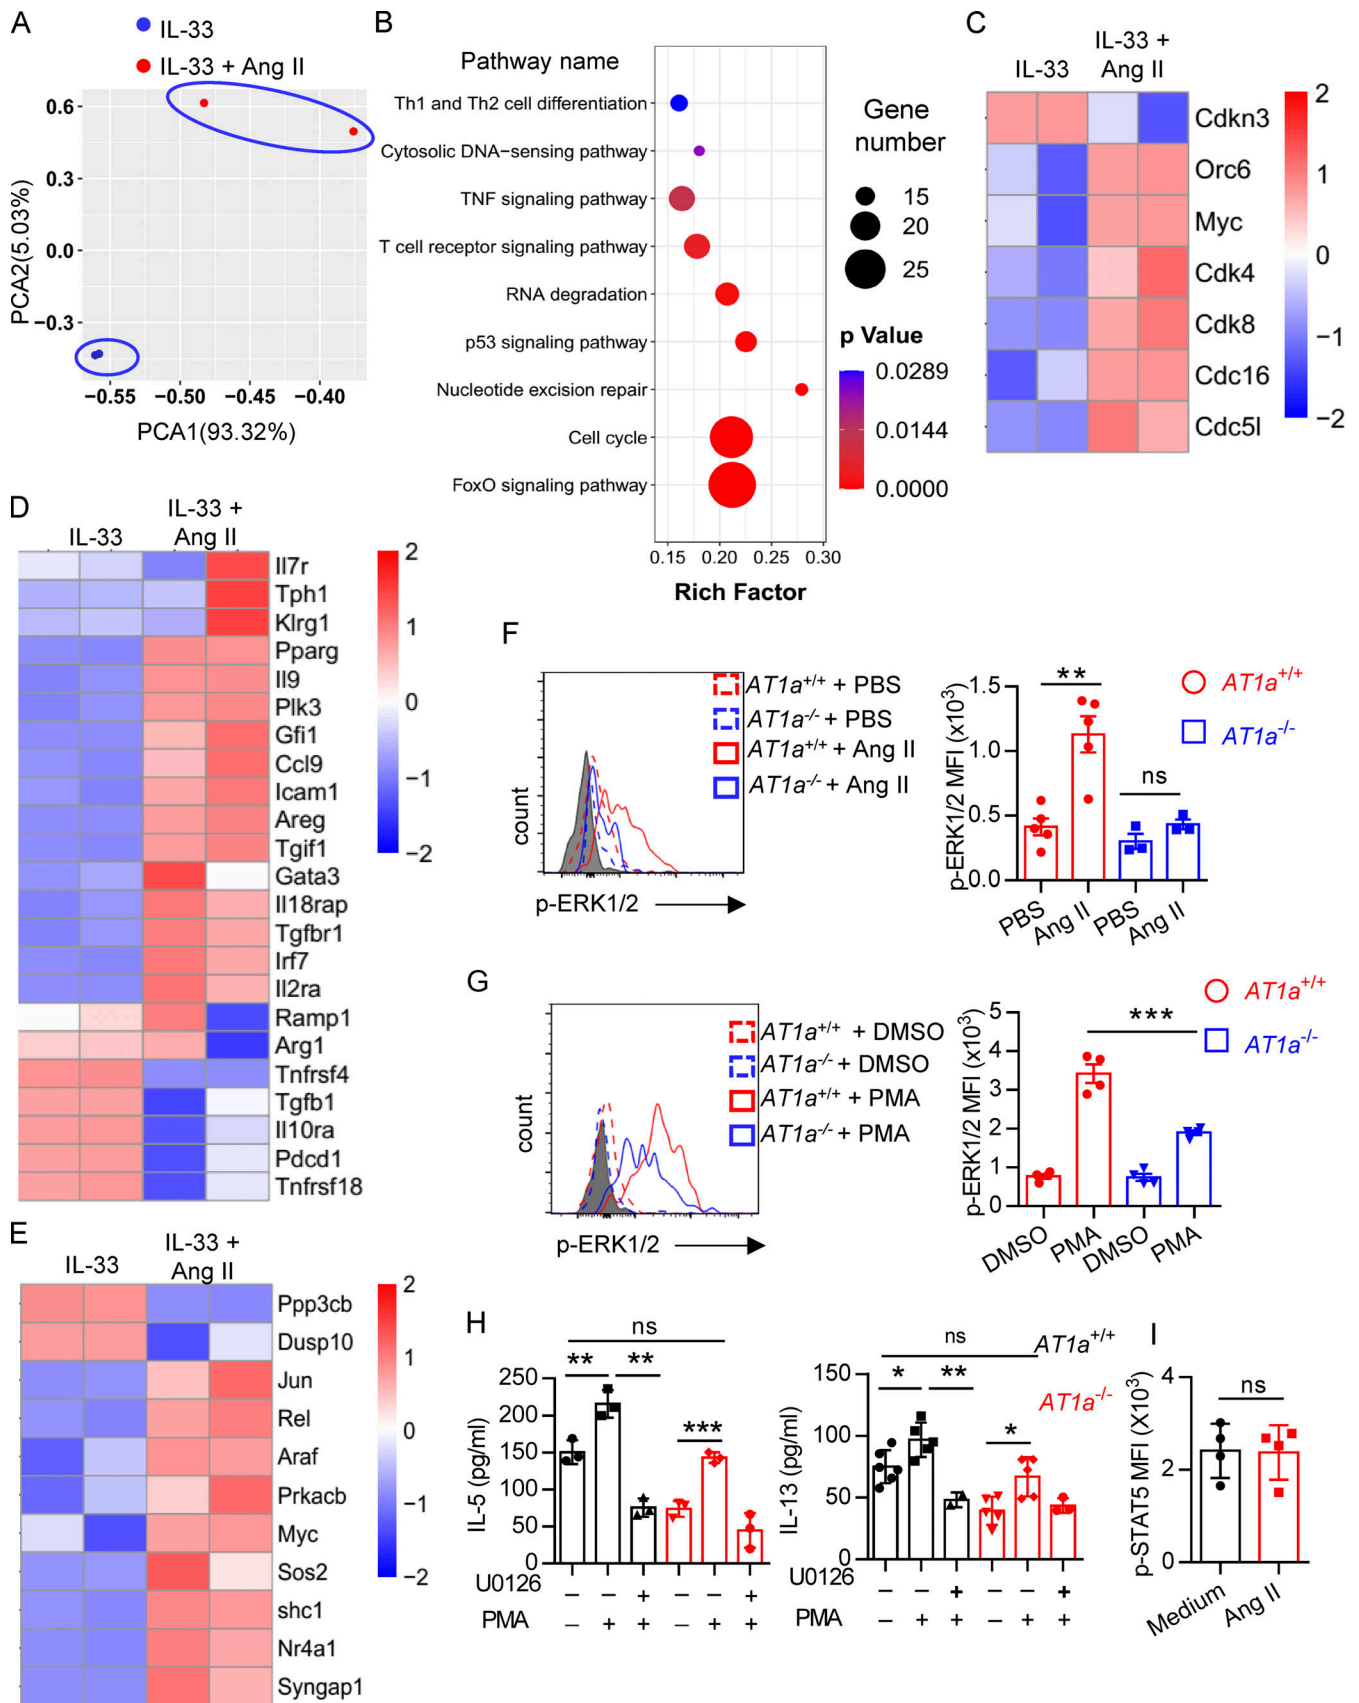 A
IL-33
IL-33 + Ang II
0.6
0.3
0.0
−0.3
PCA2(5.03%)
−0.55 −0.50 −0.45 −0.40
PCA1(93.32%)
B
Pathway name
Th1 and Th2 cell differentiation
Cytosolic DNA−sensing pathway
TNF signaling pathway
T cell receptor signaling pathway
RNA degradation
p53 signaling pathway
Nucleotide excision repair
Cell cycle
FoxO signaling pathway
0.15 0.20 0.25 0.30
Rich Factor
Gene
number
15
20
25
p Value
0.0289
0.0144
0.0000
C
IL-33
IL-33 +
Ang II
Cdkn3
Orc6
Myc
Cdk4
Cdk8
Cdc16
Cdc5l
2
1
0
−1
−2
D
IL-33
IL-33 +
Ang II
Il7r
Tph1
Klrg1
Pparg
Il9
Plk3
Gfi1
Ccl9
Icam1
Areg
Tgif1
Gata3
Il18rap
Tgfbr1
Irf7
Il2ra
Ramp1
Arg1
Tnfrsf4
Tgfb1
Il10ra
Pdcd1
Tnfrsf18
2
1
0
−1
−2
E
IL-33
IL-33 +
Ang II
Ppp3cb
Dusp10
Jun
Rel
Araf
Prkacb
Myc
Sos2
shc1
Nr4a1
Syngap1
2
1
0
−1
−2
F
count
p-ERK1/2
AT1a+/+ + PBS
AT1a-/- + PBS
AT1a+/+ + Ang II
AT1a-/- + Ang II
p-ERK1/2 MFI (x10³)
1.5
1.0
0.5
0.0
**
ns
PBS Ang II PBS Ang II
AT1a+/+
AT1a-/-
G
count
p-ERK1/2
AT1a+/+ + DMSO
AT1a-/- + DMSO
AT1a+/+ + PMA
AT1a-/- + PMA
p-ERK1/2 MFI (x10³)
5
4
3
2
1
0
***
DMSO PMA DMSO PMA
AT1a+/+
AT1a-/-
H
ns
** **
***
IL-5 (pg/ml)
250
200
150
100
50
0
U0126 − − + − − +
PMA − + + − + +
ns
* **
*
IL-13 (pg/ml)
150
100
50
0
U0126 − − + − − +
PMA − + + − + +
AT1a+/+
AT1a-/-
I
p-STAT5 MFI (X10³)
4
2
0
ns
Medium Ang II